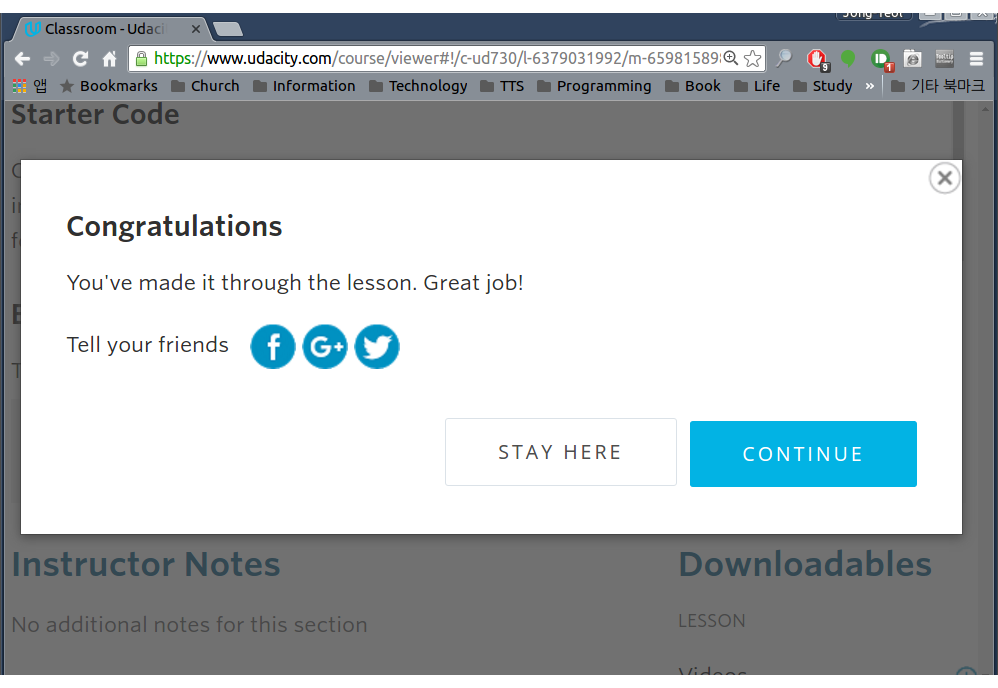 Jong Yeol
Classroom - Udaci
https://www.udacity.com/course/viewer#!/c-ud730/l-6379031992/m-65981589
9
1
앱 Bookmarks Church Information Technology TTS Programming Book Life Study » 기타 북마크
Starter Code
Congratulations
You've made it through the lesson. Great job!
Tell your friends
STAY HERE CONTINUE
Instructor Notes Downloadables
No additional notes for this section LESSON
Videos